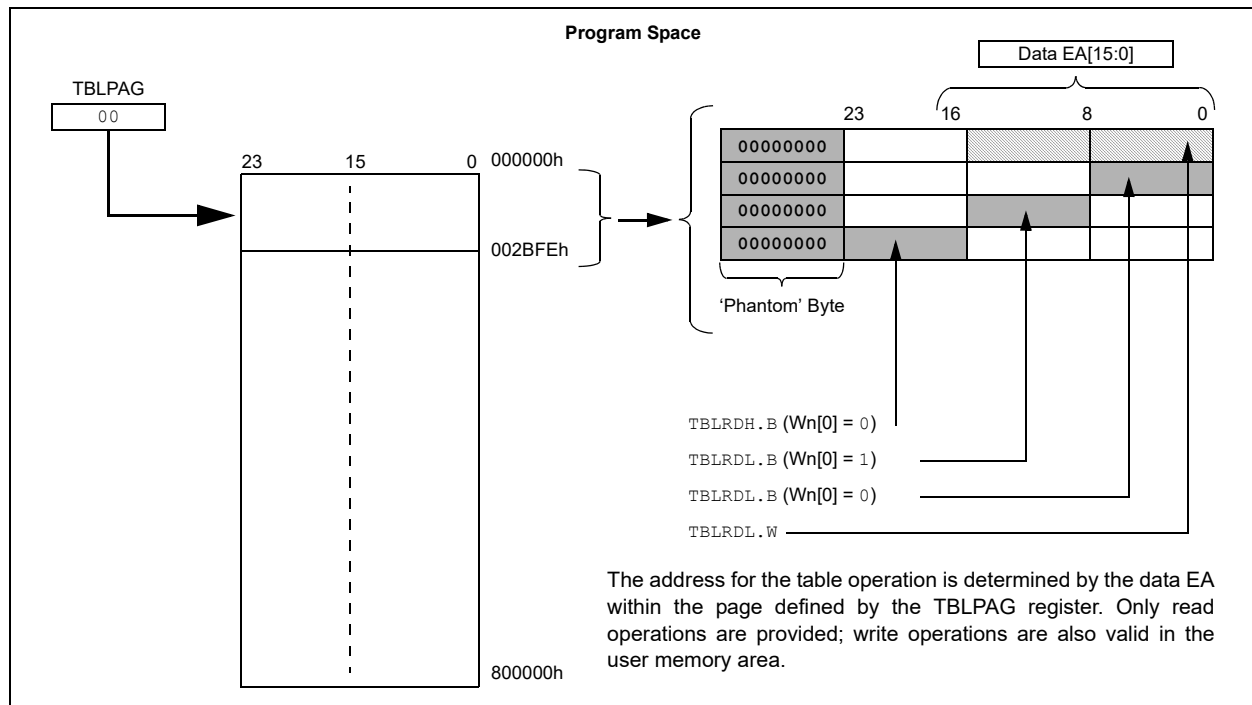 Program Space
TBLPAG
00
23 15 0
000000h
002BFEh
800000h
Data EA[15:0]
23 16 8 0
00000000
00000000
00000000
00000000
‘Phantom’ Byte
TBLRDH.B (Wn[0] = 0)
TBLRDL.B (Wn[0] = 1)
TBLRDL.B (Wn[0] = 0)
TBLRDL.W
The address for the table operation is determined by the data EA
within the page defined by the TBLPAG register. Only read
operations are provided; write operations are also valid in the
user memory area.